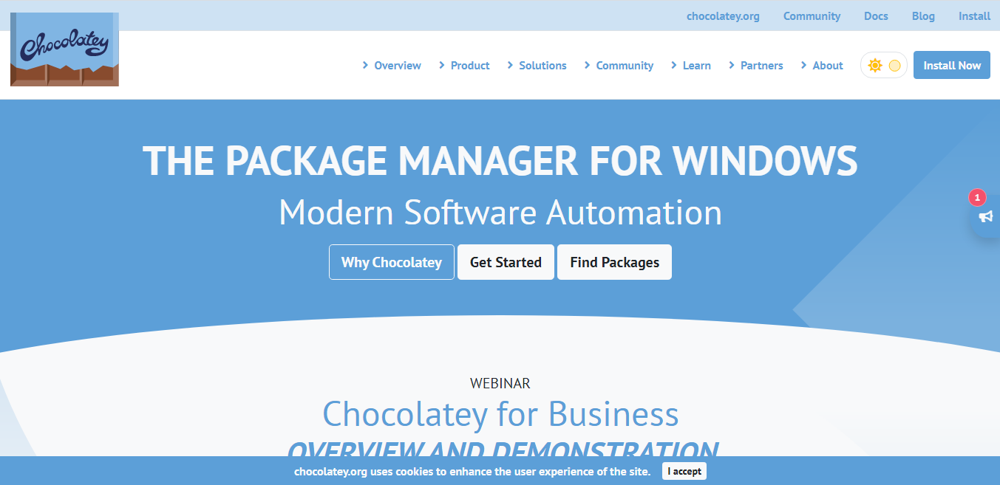 chocolatey.org Community Docs Blog Install
Chocolatey
Overview Product Solutions Community Learn Partners About Install Now
THE PACKAGE MANAGER FOR WINDOWS
Modern Software Automation
1
Why Chocolatey Get Started Find Packages
WEBINAR
Chocolatey for Business
OVERVIEW AND DEMONSTRATION
chocolatey.org uses cookies to enhance the user experience of the site. I accept